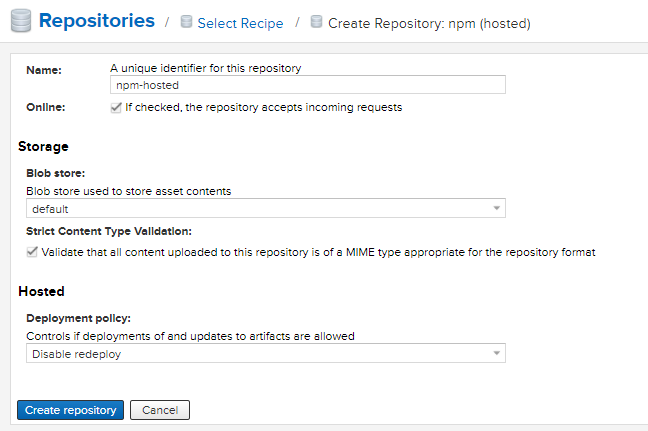 Repositories / Select Recipe / Create Repository: npm (hosted)
Name: A unique identifier for this repository
npm-hosted
Online: If checked, the repository accepts incoming requests
Storage
Blob store:
Blob store used to store asset contents
default
Strict Content Type Validation:
Validate that all content uploaded to this repository is of a MIME type appropriate for the repository format
Hosted
Deployment policy:
Controls if deployments of and updates to artifacts are allowed
Disable redeploy
Create repository Cancel